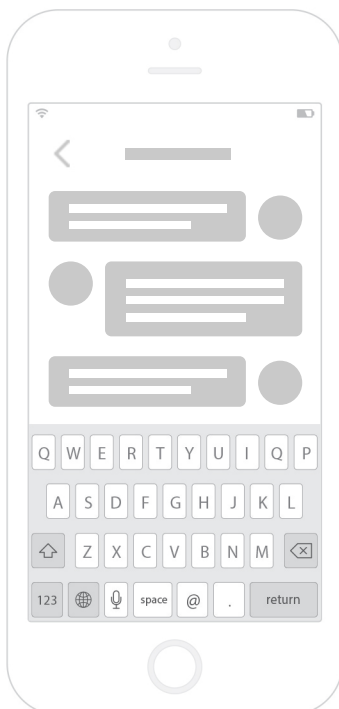 Q W E R T Y U I Q P
A S D F G H J K L
Z X C V B N M
123 space @ . return